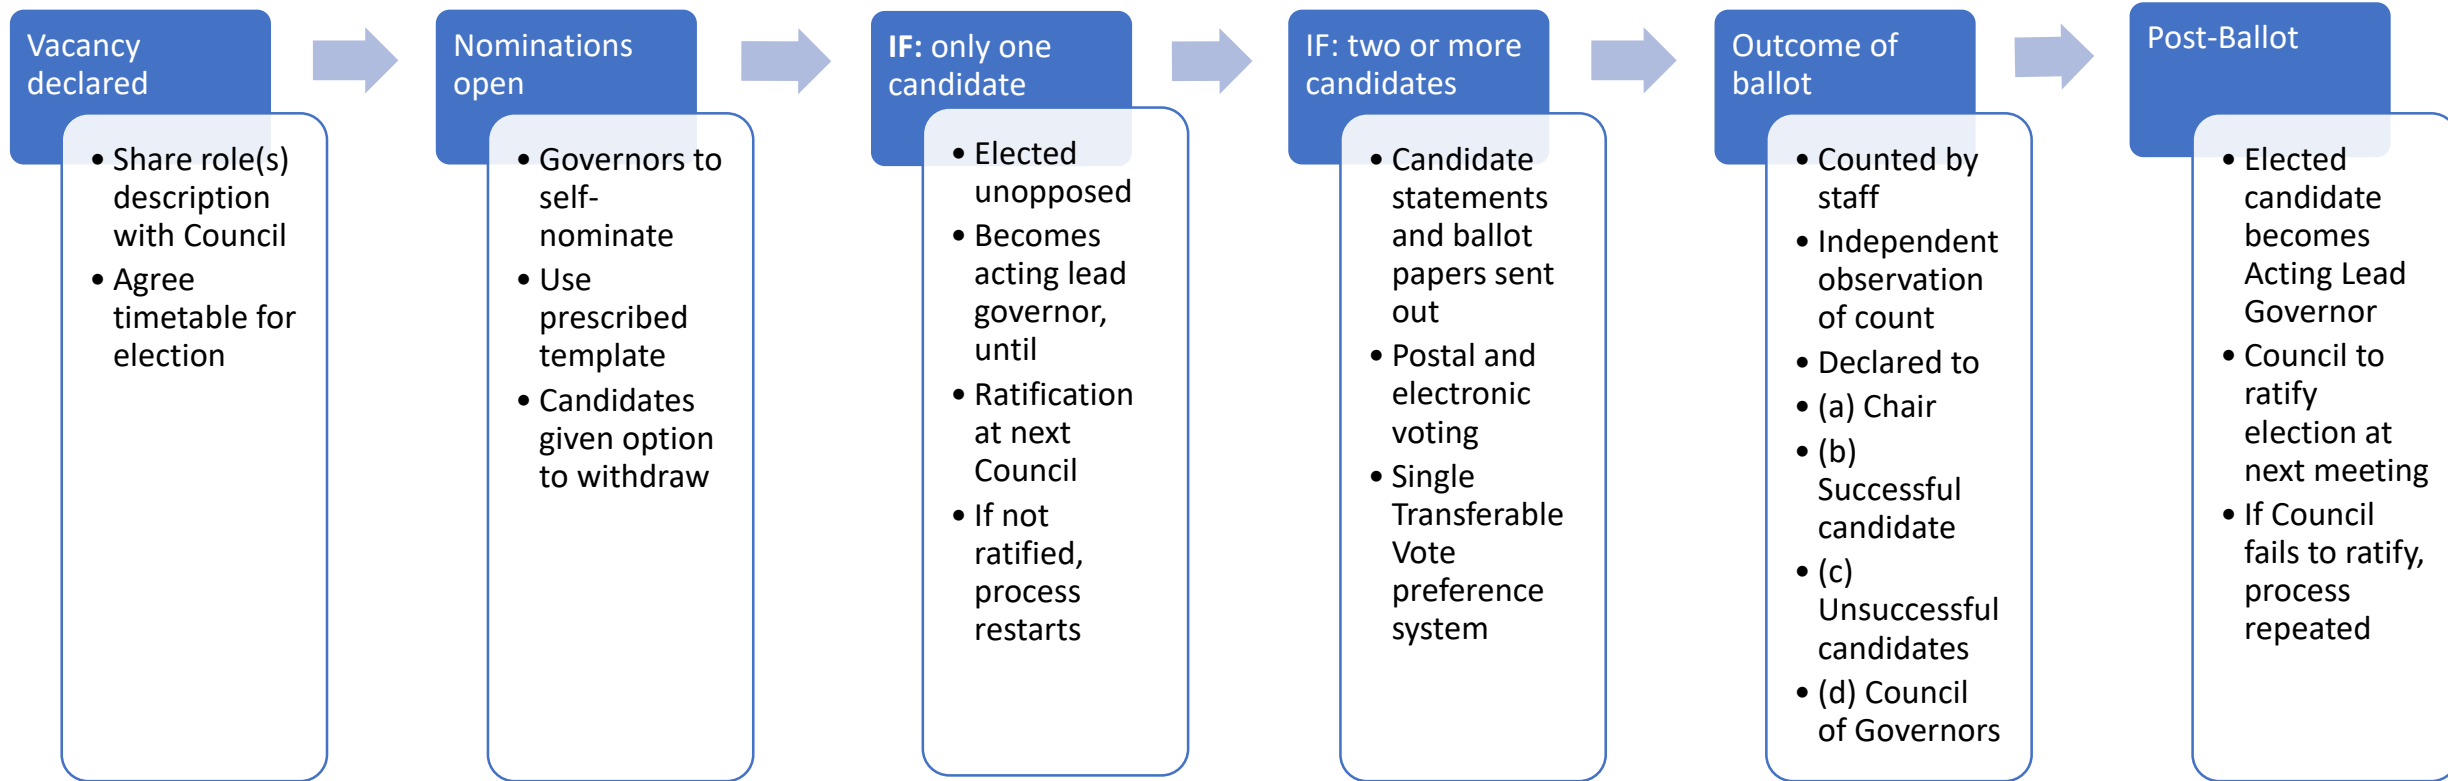 Vacancy
declared
• Share role(s)
description
with Council
• Agree
timetable for
election
Nominations
open
• Governors to
self-
nominate
• Use
prescribed
template
• Candidates
given option
to withdraw
IF: only one
candidate
• Elected
unopposed
• Becomes
acting lead
governor,
until
• Ratification
at next
Council
• If not
ratified,
process
restarts
IF: two or more
candidates
• Candidate
statements
and ballot
papers sent
out
• Postal and
electronic
voting
• Single
Transferable
Vote
preference
system
Outcome of
ballot
• Counted by
staff
• Independent
observation
of count
• Declared to
• (a) Chair
• (b)
Successful
candidate
• (c)
Unsuccessful
candidates
• (d) Council
of Governors
Post-Ballot
• Elected
candidate
becomes
Acting Lead
Governor
• Council to
ratify
election at
next meeting
• If Council
fails to ratify,
process
repeated